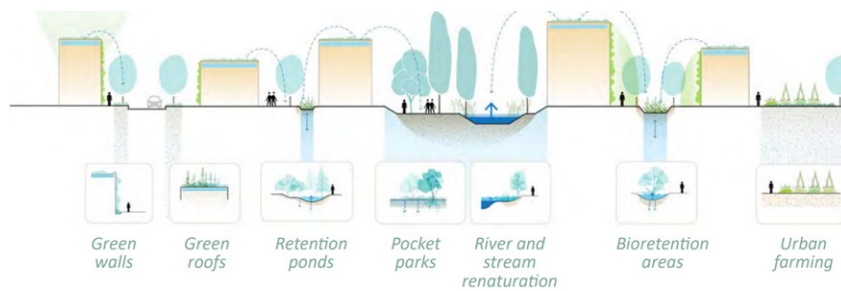 Green
walls
Green
roofs
Retention
ponds
Pocket
parks
River and
stream
renaturation
Bioretention
areas
Urban
farming